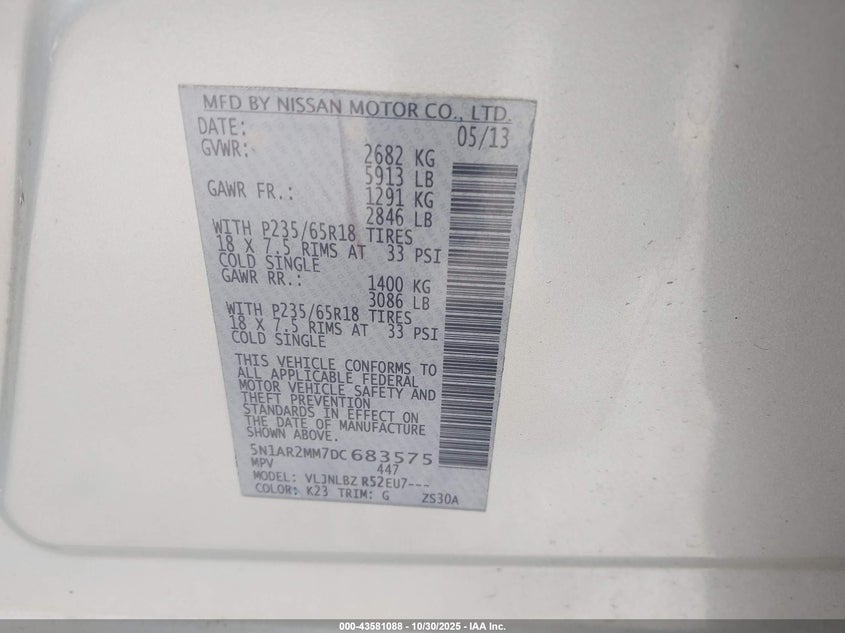 MFD BY NISSAN MOTOR CO., LTD.
DATE: 05/13
GVWR: 2682 KG
5913 LB
GAWR FR.: 1291 KG
2846 LB
WITH P235/65R18 TIRES
18 X 7.5 RIMS AT 33 PSI
COLD SINGLE
GAWR RR.: 1400 KG
3086 LB
WITH P235/65R18 TIRES
18 X 7.5 RIMS AT 33 PSI
COLD SINGLE
THIS VEHICLE CONFORMS TO
ALL APPLICABLE FEDERAL
MOTOR VEHICLE SAFETY AND
THEFT PREVENTION
STANDARDS IN EFFECT ON
THE DATE OF MANUFACTURE
SHOWN ABOVE.
5N1AR2MM7DC683575
MPV 447
MODEL: VLJNLBZ R52EU7---
COLOR: K23 TRIM: G ZS30A
000-43581088 - 10/30/2025 - IAA Inc.